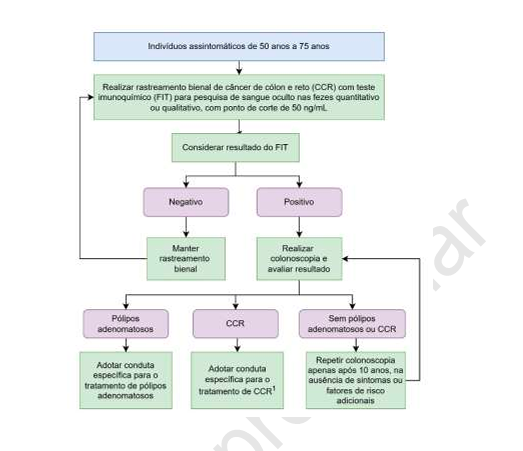 Indivíduos assintomáticos de 50 anos a 75 anos
Realizar rastreamento bienal de câncer de cólon e reto (CCR) com teste
imunoquímico (FIT) para pesquisa de sangue oculto nas fezes quantitativo
ou qualitativo, com ponto de corte de 50 ng/mL
Considerar resultado do FIT
Negativo
Positivo
Manter
rastreamento
bienal
Realizar
colonoscopia e
avaliar resultado
Pólipos
adenomatosos
CCR
Sem pólipos
adenomatosos ou CCR
Adotar conduta
específica para o
tratamento de pólipos
adenomatosos
Adotar conduta
específica para o
tratamento de CCR¹
Repetir colonoscopia
apenas após 10 anos, na
ausência de sintomas ou
fatores de risco
adicionais